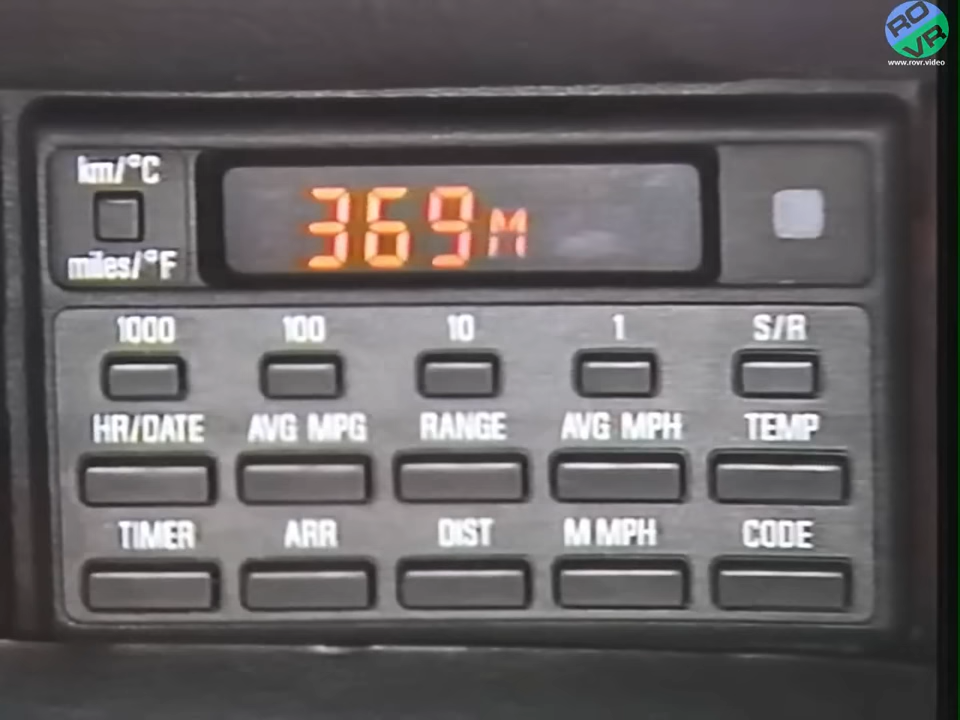 RO
VR
www.rovr.video
km/°C
369M
miles/°F
1000 100 10 1 S/R
HR/DATE AVG MPG RANGE AVG MPH TEMP
TIMER ARR DIST M MPH CODE